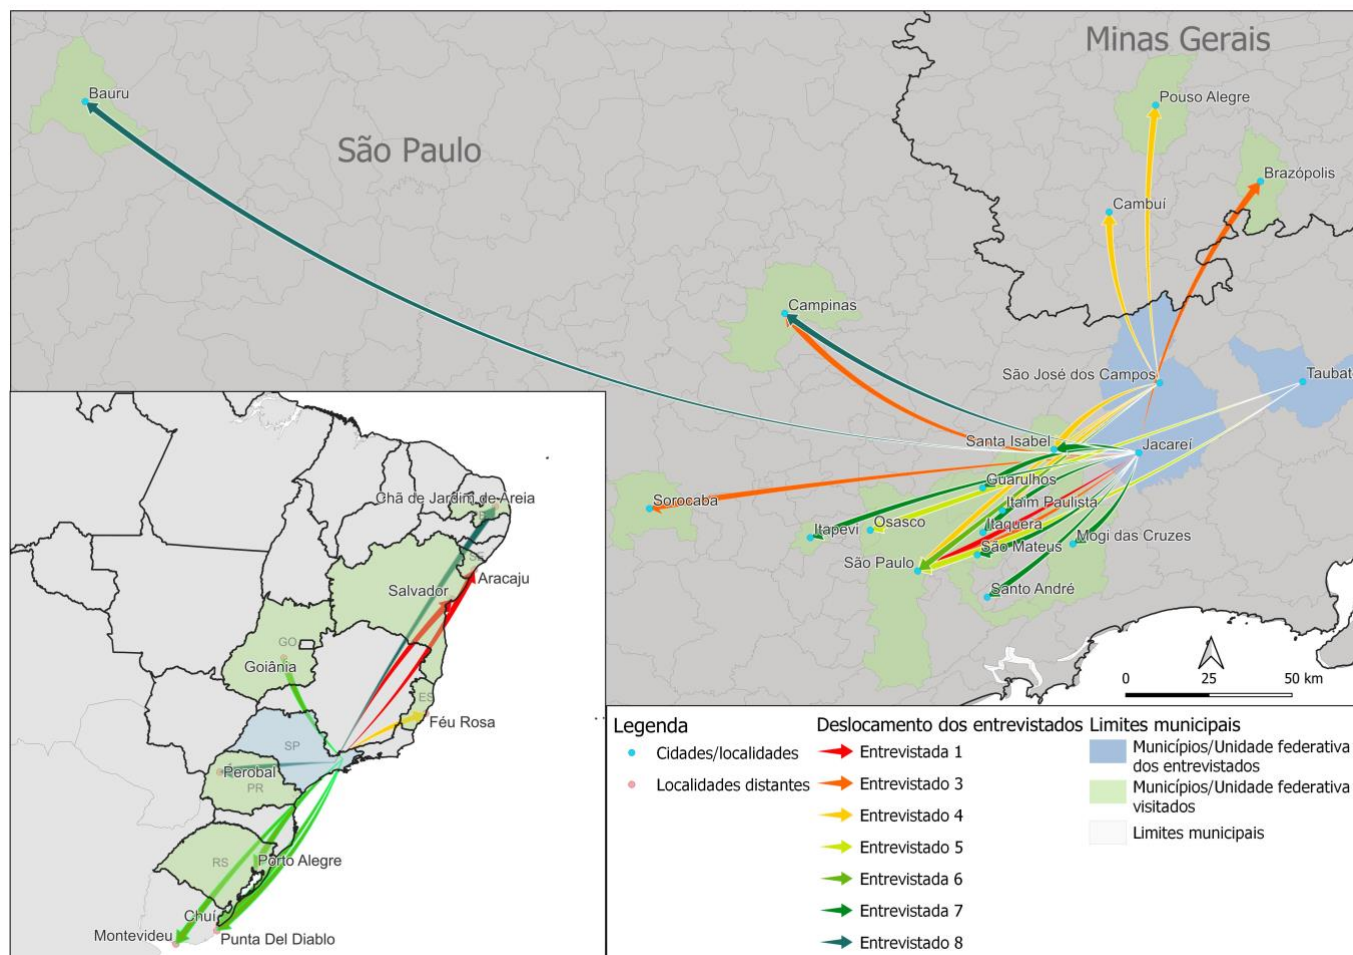 Minas Gerais
Bauru
Pouso Alegre
São Paulo
Brazópolis
Cambuí
Campinas
São José dos Campos
Taubaté
Santa Isabel
Jacareí
Guarulhos
Sorocaba
Itaim Paulista
Osasco
Itapevi
Itaquera
Mogi das Cruzes
São Mateus
São Paulo
Santo André
0 25 50 km
Chã de Jardim de Areia
SE
Salvador
Aracaju
GO
Goiânia
ES
Féu Rosa
SP
Perobal
PR
Porto Alegre
RS
Chuí
Montevideu
Punta Del Diablo
Legenda
Cidades/localidades
Localidades distantes
Deslocamento dos entrevistados
Entrevistada 1
Entrevistado 3
Entrevistada 4
Entrevistada 5
Entrevistada 6
Entrevistada 7
Entrevistado 8
Limites municipais
Municípios/Unidade federativa
dos entrevistados
Municípios/Unidade federativa
visitados
Limites municipais